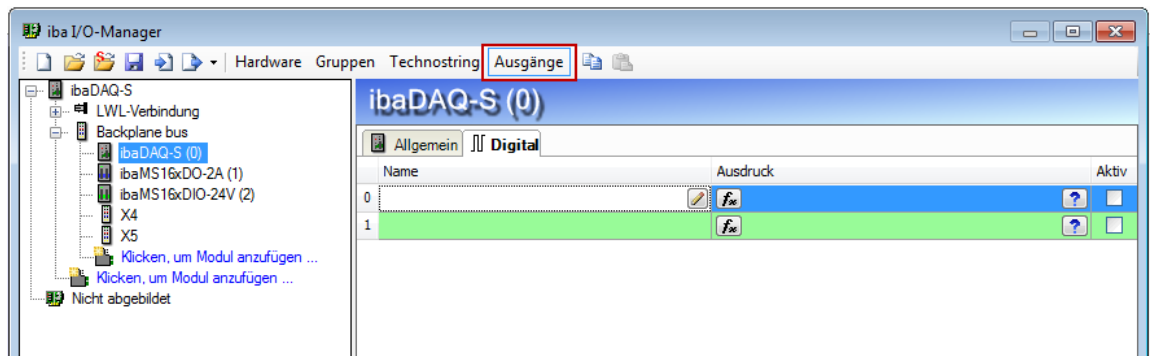 iba I/O-Manager
Hardware Gruppen Technostring Ausgänge
ibaDAQ-S
LWL-Verbindung
Backplane bus
ibaDAQ-S (0)
ibaMS16xDO-2A (1)
ibaMS16xDIO-24V (2)
X4
X5
Klicken, um Modul anzufügen ...
Klicken, um Modul anzufügen ...
Nicht abgebildet
ibaDAQ-S (0)
Allgemein Digital
Name Ausdruck Aktiv
0 fx ?
1 fx ?